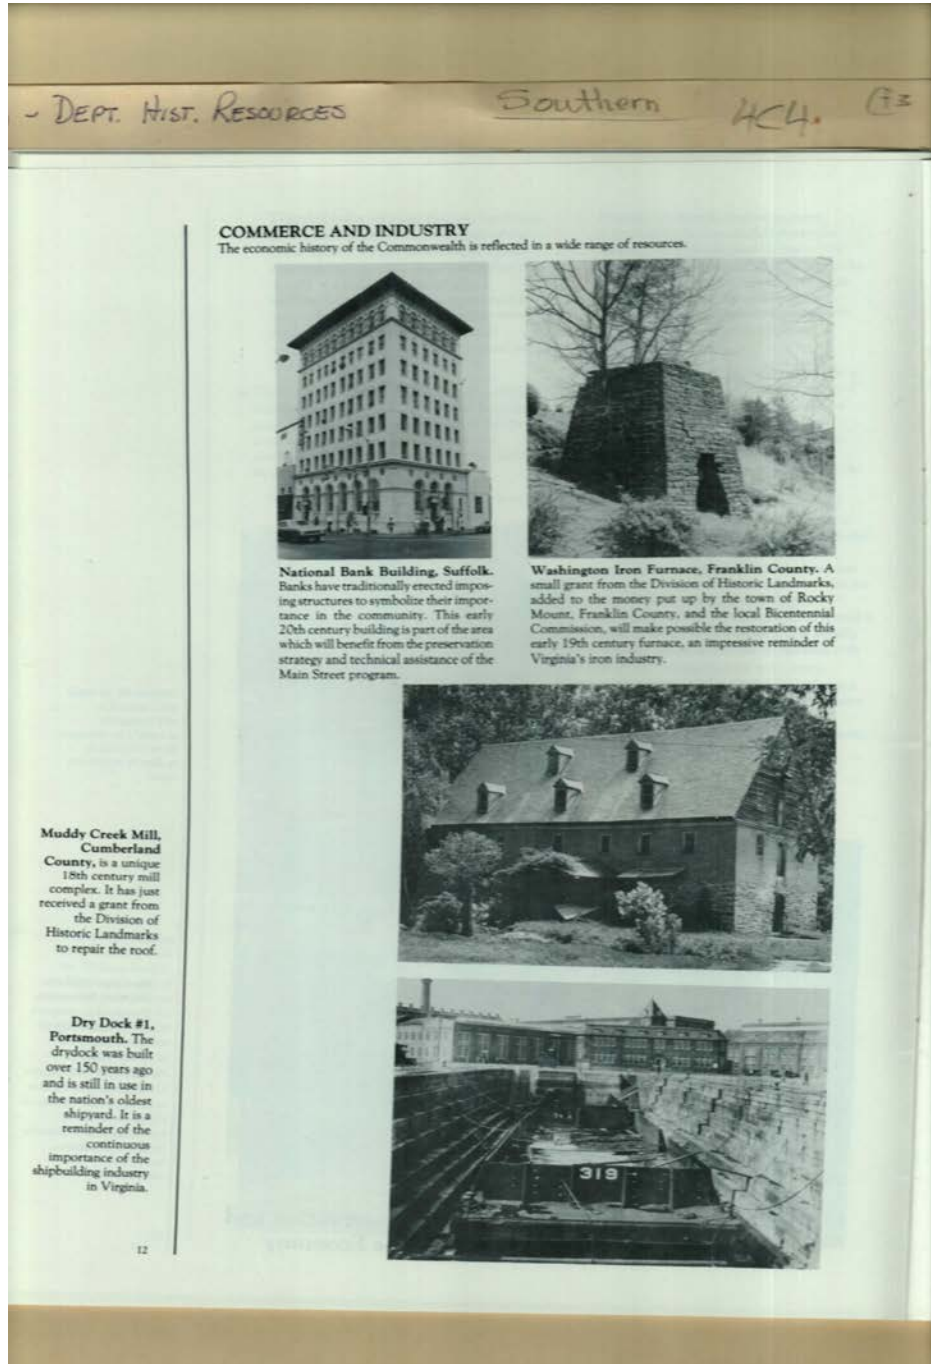 - DEPT. HIST. RESOURCES
Southern
4C4.
COMMERCE AND INDUSTRY
The economic history of the Commonwealth is reflected in a wide range of resources.
National Bank Building, Suffolk.
Banks have traditionally erected impos-
ing structures to symbolize their impor-
tance in the community. This early
20th century building is part of the area
which will benefit from the preservation
strategy and technical assistance of the
Main Street program.
Washington Iron Furnace, Franklin County. A
small grant from the Division of Historic Landmarks,
added to the money put up by the town of Rocky
Mount, Franklin County, and the local Bicentennial
Commission, will make possible the restoration of this
early 19th century furnace, an impressive reminder of
Virginia's iron industry.
Muddy Creek Mill,
Cumberland
County, is a unique
18th century mill
complex. It has just
received a grant from
the Division of
Historic Landmarks
to repair the roof.
Dry Dock #1,
Portsmouth. The
drydock was built
over 150 years ago
and is still in use in
the nation's oldest
shipyard. It is a
reminder of the
continuous
importance of the
shipbuilding industry
in Virginia.
319
12